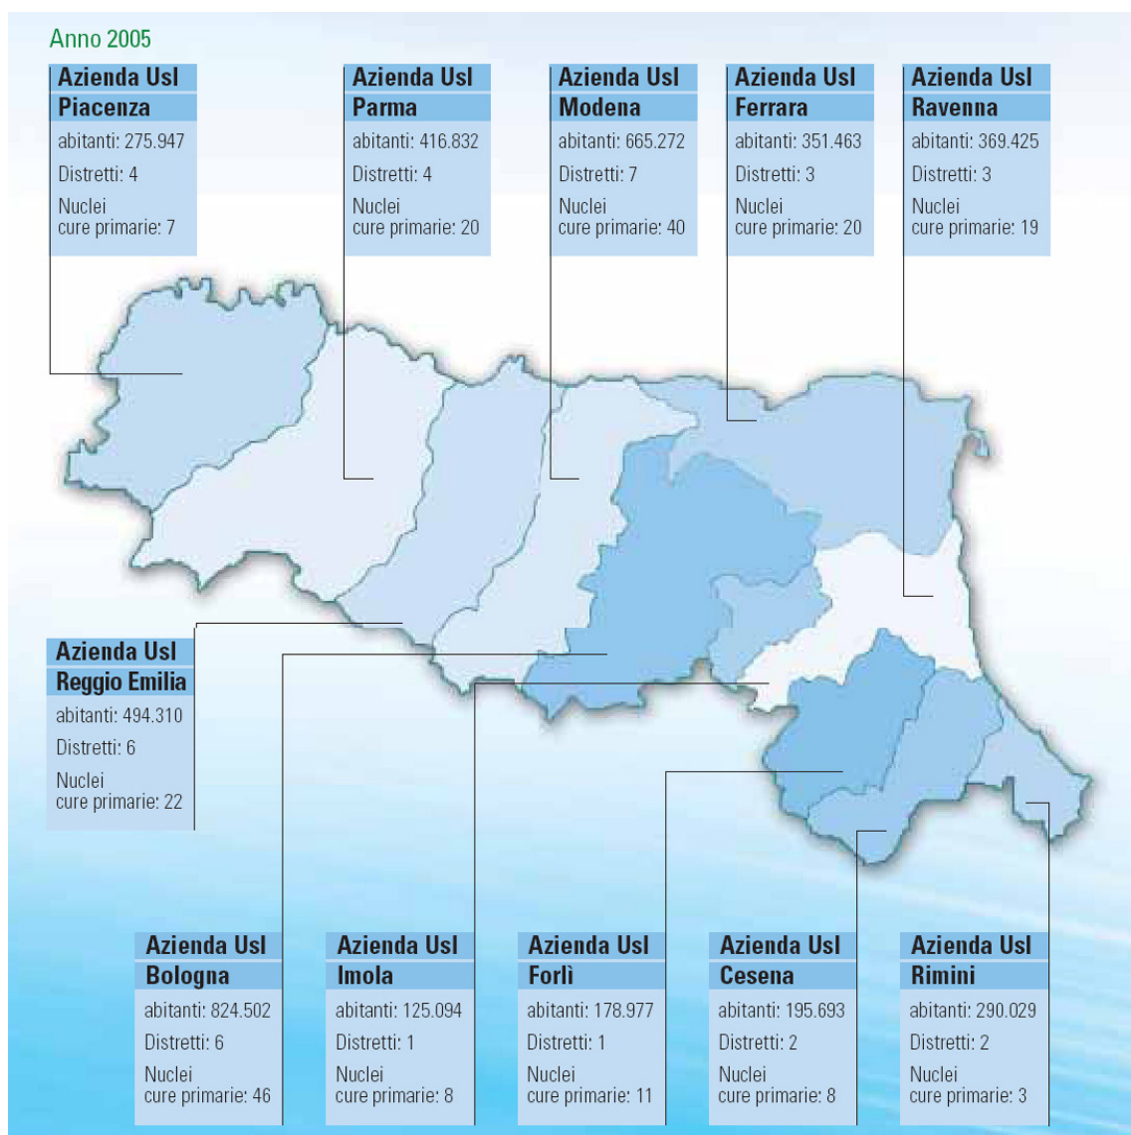 Anno 2005
Azienda Usl
Piacenza
abitanti: 275.947
Distretti: 4
Nuclei
cure primarie: 7
Azienda Usl
Parma
abitanti: 416.832
Distretti: 4
Nuclei
cure primarie: 20
Azienda Usl
Modena
abitanti: 665.272
Distretti: 7
Nuclei
cure primarie: 40
Azienda Usl
Ferrara
abitanti: 351.463
Distretti: 3
Nuclei
cure primarie: 20
Azienda Usl
Ravenna
abitanti: 369.425
Distretti: 3
Nuclei
cure primarie: 19
Azienda Usl
Reggio Emilia
abitanti: 494.310
Distretti: 6
Nuclei
cure primarie: 22
Azienda Usl
Bologna
abitanti: 824.502
Distretti: 6
Nuclei
cure primarie: 46
Azienda Usl
Imola
abitanti: 125.094
Distretti: 1
Nuclei
cure primarie: 8
Azienda Usl
Forlì
abitanti: 178.977
Distretti: 1
Nuclei
cure primarie: 11
Azienda Usl
Cesena
abitanti: 195.693
Distretti: 2
Nuclei
cure primarie: 8
Azienda Usl
Rimini
abitanti: 290.029
Distretti: 2
Nuclei
cure primarie: 3